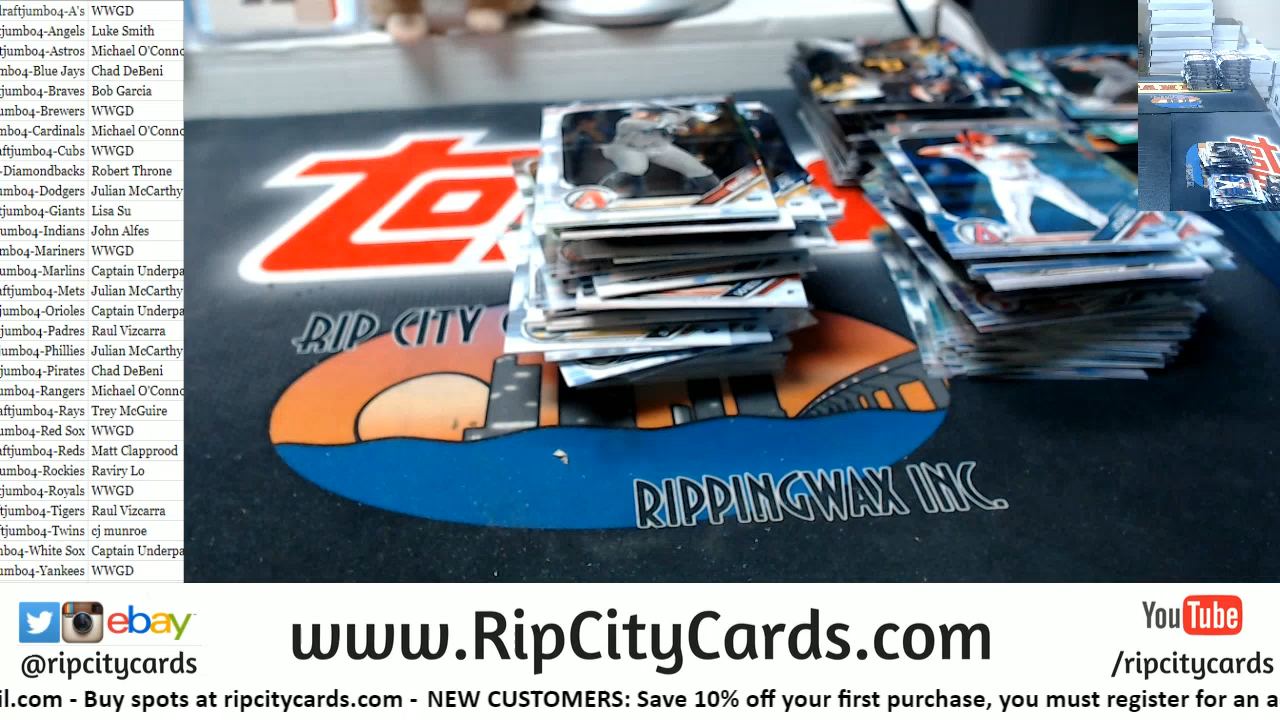 draftjumbo4-A's WWGD
tjumbo4-Angels Luke Smith
tjumbo4-Astros Michael O'Conno
mbo4-Blue Jays Chad DeBeni
jumbo4-Braves Bob Garcia
umbo4-Brewers WWGD
nbo4-Cardinals Michael O'Conno
aftjumbo4-Cubs WWGD
-Diamondbacks Robert Throne
umbo4-Dodgers Julian McCarthy
jumbo4-Giants Lisa Su
umbo4-Indians John Alfes
nbo4-Mariners WWGD
umbo4-Marlins Captain Underpa
aftjumbo4-Mets Julian McCarthy
umbo4-Orioles Captain Underpa
jumbo4-Padres Raul Vizcarra
umbo4-Phillies Julian McCarthy
jumbo4-Pirates Chad DeBeni
umbo4-Rangers Michael O'Conno
aftjumbo4-Rays Trey McGuire
umbo4-Red Sox WWGD
aftjumbo4-Reds Matt Clapprood
umbo4-Rockies Raviry Lo
jumbo4-Royals WWGD
tjumbo4-Tigers Raul Vizcarra
ftjumbo4-Twins cj munroe
nbo4-White Sox Captain Underpa
umbo4-Yankees WWGD
RIP CITY
RIPPINGWAX INC.
ebay
@ripcitycards
www.RipCityCards.com
YouTube
/ripcitycards
il.com - Buy spots at ripcitycards.com - NEW CUSTOMERS: Save 10% off your first purchase, you must register for an a